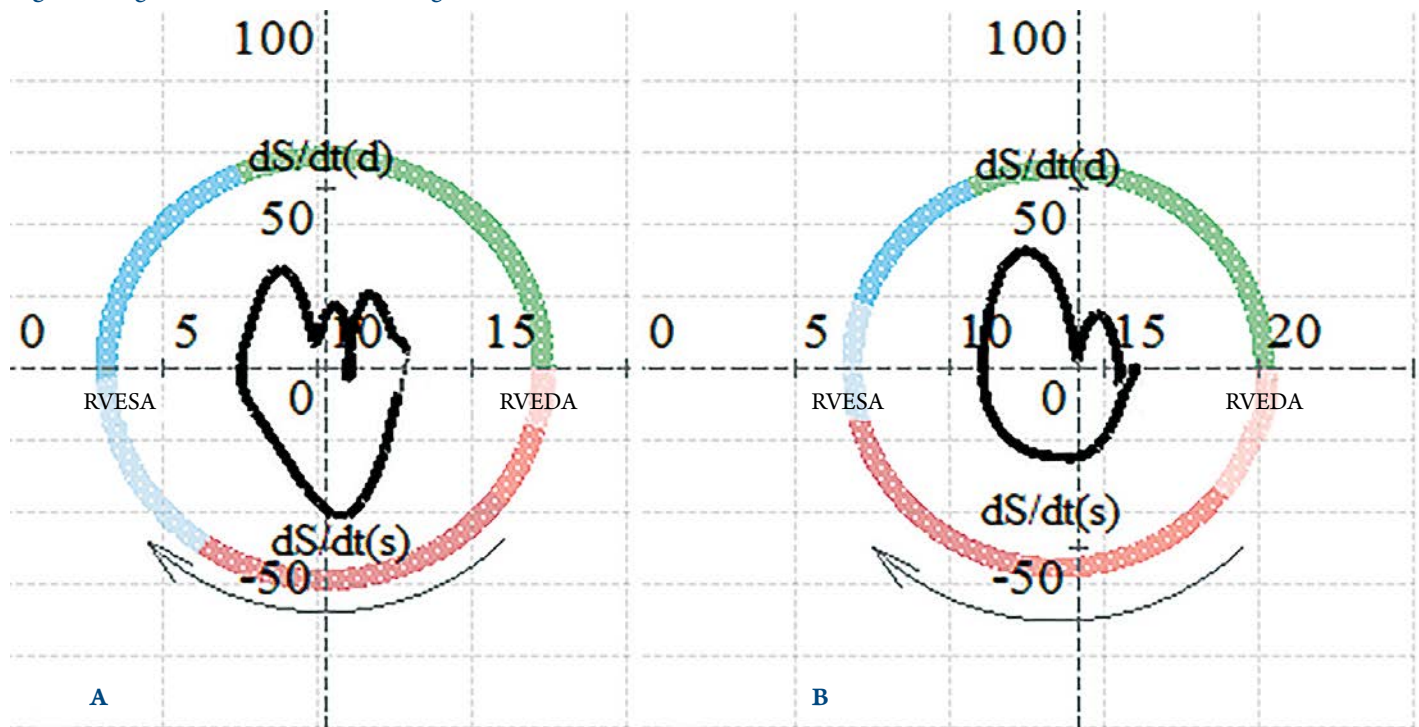 100 100
dS/dt(d) dS/dt(d)
50 50
0 5 10 15 0 5 10 15 20
RVESA 0 RVEDA RVESA 0 RVEDA
dS/dt(s) dS/dt(s)
-50 -50
A B